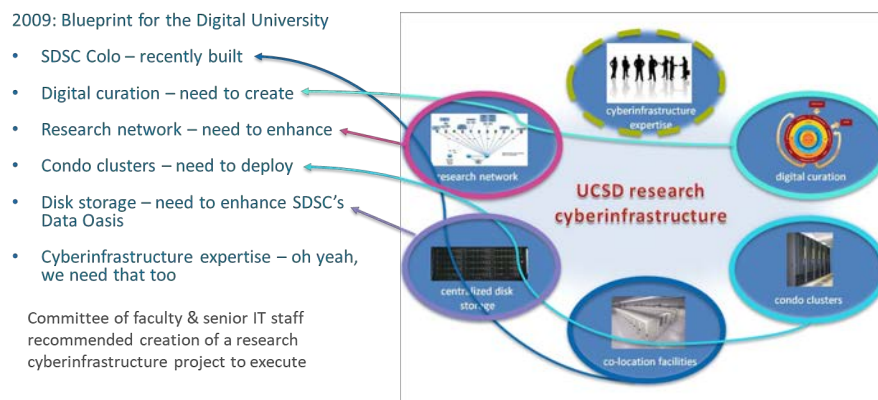 2009: Blueprint for the Digital University
• SDSC Colo – recently built
• Digital curation – need to create
• Research network – need to enhance
• Condo clusters – need to deploy
• Disk storage – need to enhance SDSC's
Data Oasis
• Cyberinfrastructure expertise – oh yeah,
we need that too
Committee of faculty & senior IT staff
recommended creation of a research
cyberinfrastructure project to execute
cyberinfrastructure
expertise
research network
digital curation
UCSD research
cyberinfrastructure
centralized disk
storage
condo clusters
co-location facilities